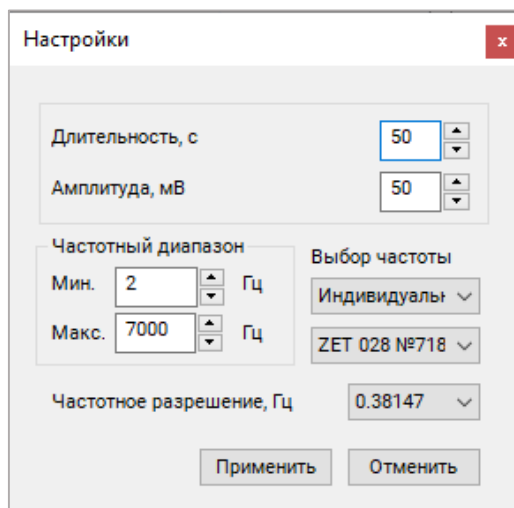 Настройки
x
Длительность, с 50
Амплитуда, мВ 50
Частотный диапазон
Мин. 2 Гц
Макс. 7000 Гц
Выбор частоты
Индивидуальн
ZET 028 №718
Частотное разрешение, Гц 0.38147
Применить Отменить